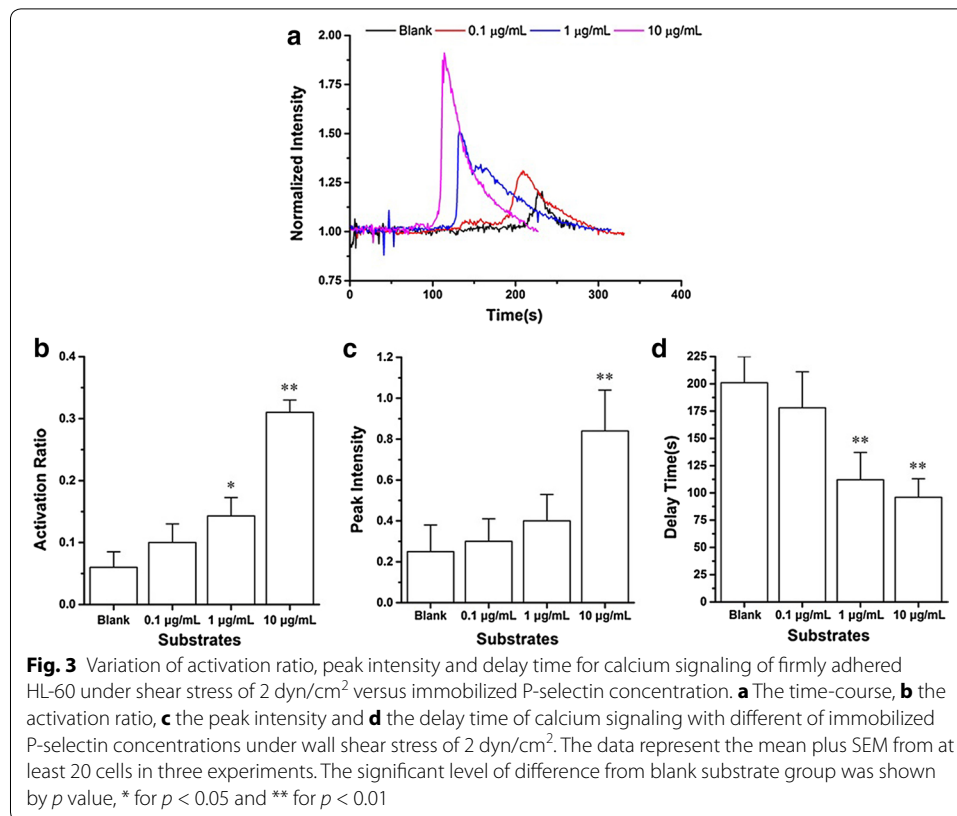 a
Blank 0.1 µg/mL 1 µg/mL 10 µg/mL
2.00
1.75
1.50
1.25
1.00
0.75
Normalized Intensity
0 100 200 300 400
Time(s)
b
0.4
0.3
0.2
0.1
0.0
Activation Ratio
*
**
Blank 0.1 µg/mL 1 µg/mL 10 µg/mL
Substrates
c
1.2
1.0
0.8
0.6
0.4
0.2
0.0
Peak Intensity
**
Blank 0.1 µg/mL 1 µg/mL 10 µg/mL
Substrates
d
225
200
175
150
125
100
75
50
25
0
Delay Time(s)
**
**
Blank 0.1 µg/mL 1 µg/mL 10 µg/mL
Substrates
Fig. 3 Variation of activation ratio, peak intensity and delay time for calcium signaling of firmly adhered
HL-60 under shear stress of 2 dyn/cm² versus immobilized P-selectin concentration. a The time-course, b the
activation ratio, c the peak intensity and d the delay time of calcium signaling with different of immobilized
P-selectin concentrations under wall shear stress of 2 dyn/cm². The data represent the mean plus SEM from at
least 20 cells in three experiments. The significant level of difference from blank substrate group was shown
by p value, * for p < 0.05 and ** for p < 0.01